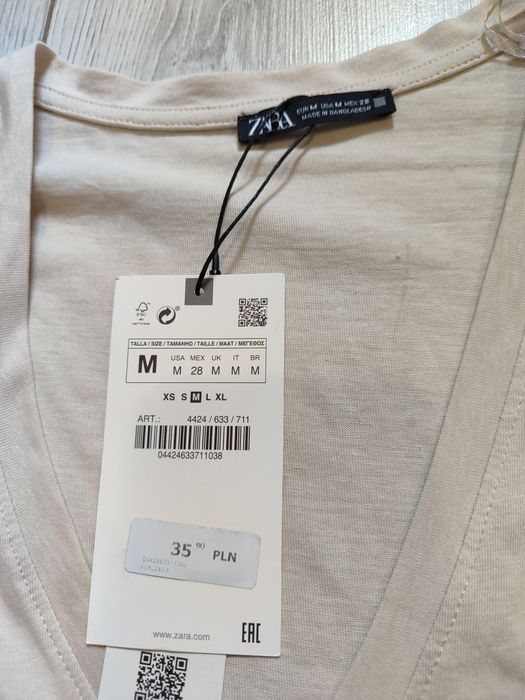 ZARA
EUR M USA M MEX 28
MADE IN BANGLADESH
FSC
TALLA / SIZE / TAMANHO / TAILLE / MAAT / ΜΕΓΕΘΟΣ
M
USA MEX UK IT BR
M 28 M M M
XS S M L XL
ART.: 4424 / 633 / 711
04424633711038
35 90 PLN
www.zara.com
EAC